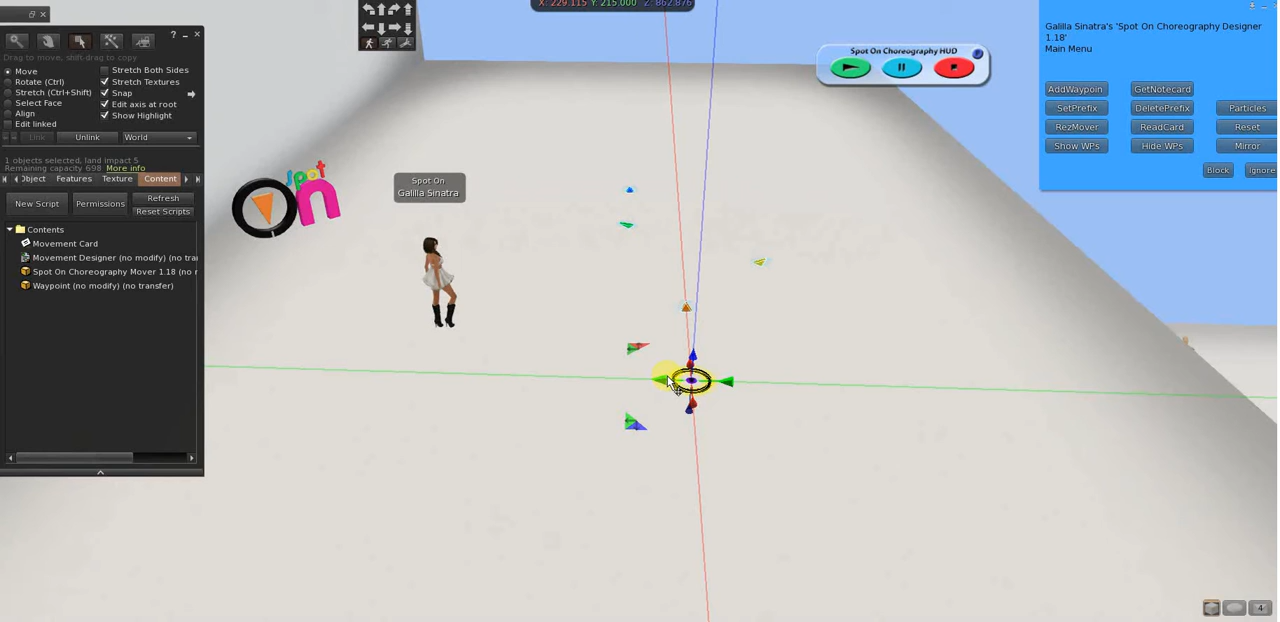 X: 229.115 Y: 215.000 Z: 862.876
Drag to move, shift-drag to copy
Move
Rotate (Ctrl)
Stretch (Ctrl+Shift)
Select Face
Align
Edit linked
Stretch Both Sides
Stretch Textures
Snap
Edit axis at root
Show Highlight
Link
Unlink
World
1 objects selected, land impact 5
Remaining capacity 698 More info
Object
Features
Texture
Content
New Script
Permissions
Refresh
Reset Scripts
Contents
Movement Card
Movement Designer (no modify) (no tra
Spot On Choreography Mover 1.18 (no r
Waypoint (no modify) (no transfer)
spot
On
Spot On
Galilla Sinatra
Spot On Choreography HUD
Galilla Sinatra's 'Spot On Choreography Designer
1.18'
Main Menu
AddWaypoin
GetNotecard
SetPrefix
DeletePrefix
Particles
RezMover
ReadCard
Reset
Show WPs
Hide WPs
Mirror
Block
Ignore
4